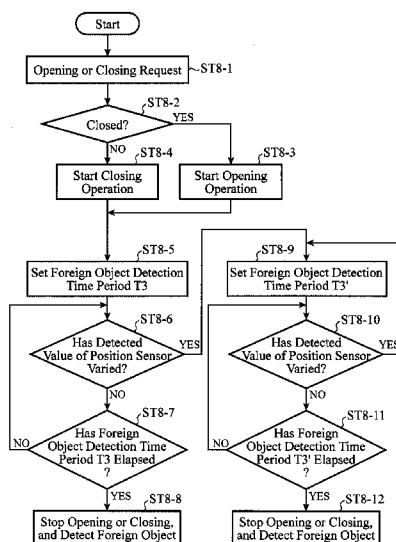 Start
Opening or Closing Request
ST8-1
ST8-2
Closed?
YES
NO
ST8-4
ST8-3
Start Closing
Operation
Start Opening
Operation
ST8-5
Set Foreign Object Detection
Time Period T3
ST8-6
Has Detected
Value of Position Sensor
Varied?
YES
NO
ST8-7
Has Foreign
Object Detection Time
Period T3 Elapsed
?
NO
YES
ST8-8
Stop Opening or Closing,
and Detect Foreign Object
ST8-9
Set Foreign Object Detection
Time Period T3'
ST8-10
Has Detected
Value of Position Sensor
Varied?
YES
NO
ST8-11
Has Foreign
Object Detection Time
Period T3' Elapsed
?
NO
YES
ST8-12
Stop Opening or Closing,
and Detect Foreign Object